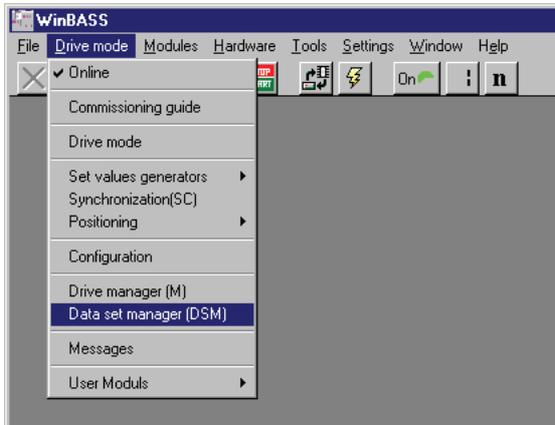 WinBASS
File Drive mode Modules Hardware Tools Settings Window Help
Online
On n
Commissioning guide
Drive mode
Set values generators
Synchronization(SC)
Positioning
Configuration
Drive manager (M)
Data set manager (DSM)
Messages
User Moduls